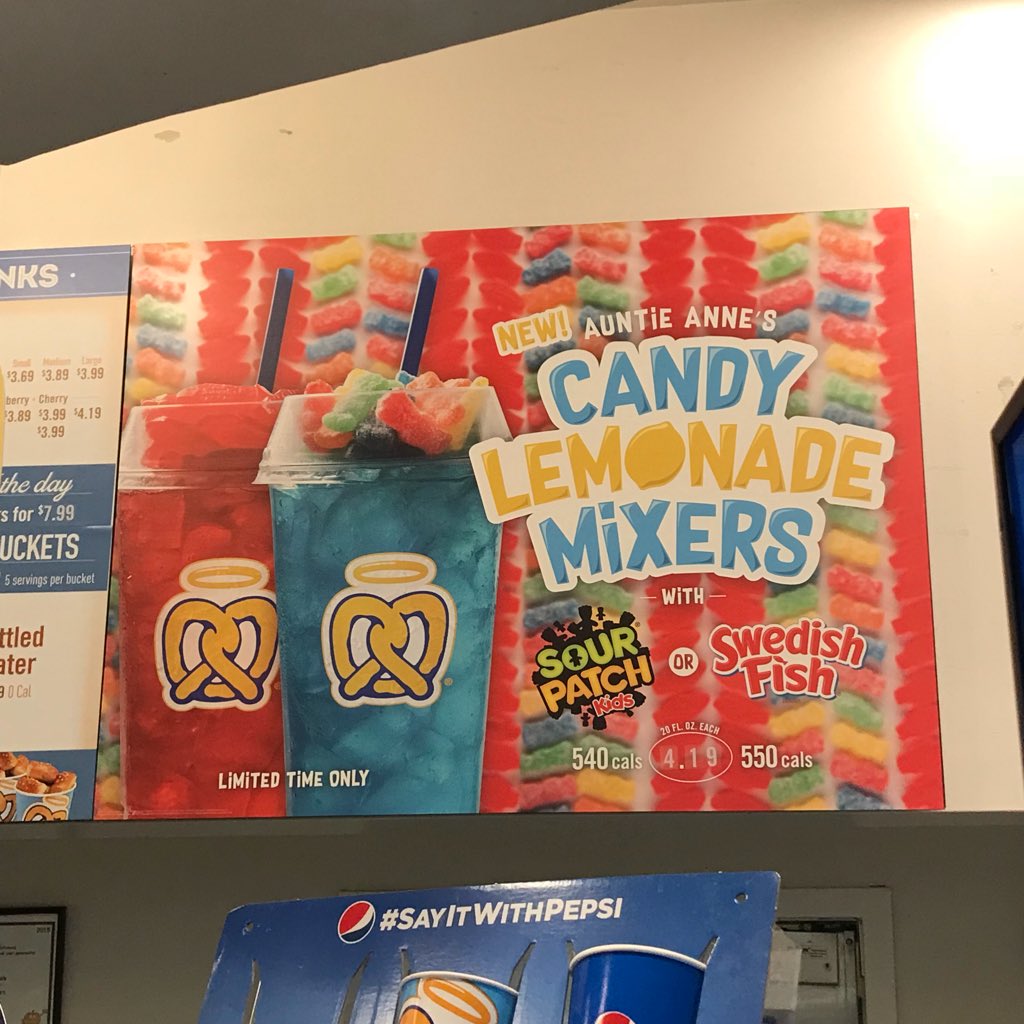 NKS ·
Small Medium Large
$3.69 $3.89 $3.99
berry · Cherry
$3.89 $3.99 $4.19
$3.99
the day
s for $7.99
UCKETS
5 servings per bucket
ttled
ater
9 0 Cal
NEW! AUNTiE ANNE'S
CANDY
LEMONADE
MiXERS
WiTH
SOUR PATCH Kids
OR
Swedish Fish
20 FL. OZ. EACH
540 cals 4.19 550 cals
LiMiTED TiME ONLY
#SAYITWITHPEPSI
2015